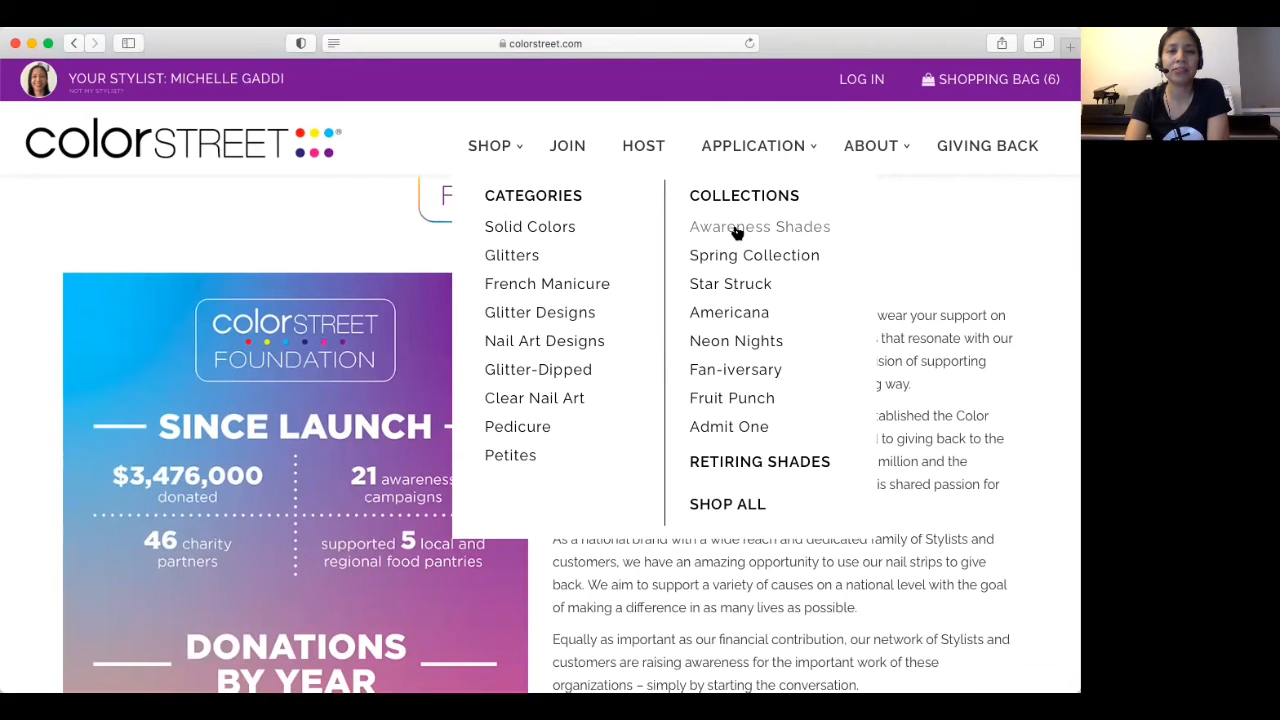 colorstreet.com
YOUR STYLIST: MICHELLE GADDI
NOT MY STYLIST?
LOG IN
SHOPPING BAG (6)
colorSTREET®
SHOP
JOIN
HOST
APPLICATION
ABOUT
GIVING BACK
F
CATEGORIES
Solid Colors
Glitters
French Manicure
Glitter Designs
Nail Art Designs
Glitter-Dipped
Clear Nail Art
Pedicure
Petites
COLLECTIONS
Awareness Shades
Spring Collection
Star Struck
Americana
Neon Nights
Fan-iversary
Fruit Punch
Admit One
RETIRING SHADES
SHOP ALL
colorSTREET
FOUNDATION
SINCE LAUNCH
$3,476,000
donated
21 awareness
campaigns
46 charity
partners
supported 5 local and
regional food pantries
DONATIONS
BY YEAR
wear your support on
that resonate with our
of supporting
way.
the Color
to giving back to the
million and the
is shared passion for
As a national brand with a wide reach and dedicated family of Stylists and
customers, we have an amazing opportunity to use our nail strips to give
back. We aim to support a variety of causes on a national level with the goal
of making a difference in as many lives as possible.
Equally as important as our financial contribution, our network of Stylists and
customers are raising awareness for the important work of these
organizations – simply by starting the conversation.